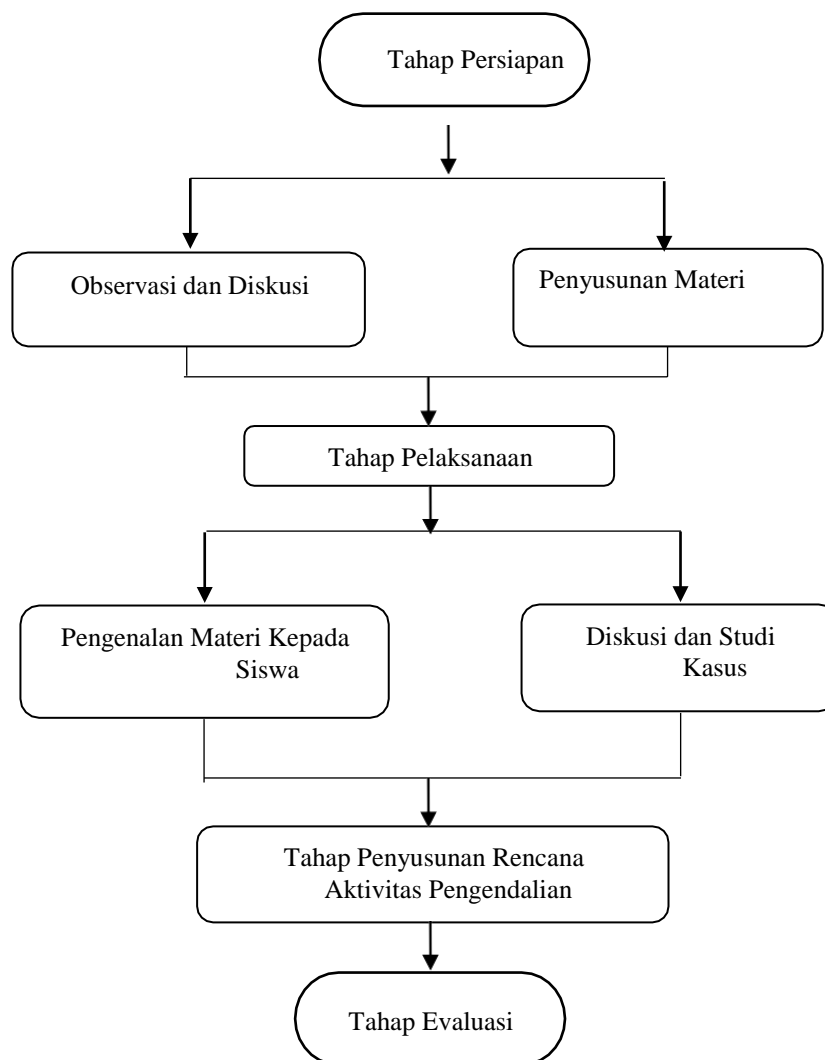 Tahap Persiapan
Observasi dan Diskusi
Penyusunan Materi
Tahap Pelaksanaan
Pengenalan Materi Kepada
Siswa
Diskusi dan Studi
Kasus
Tahap Penyusunan Rencana
Aktivitas Pengendalian
Tahap Evaluasi